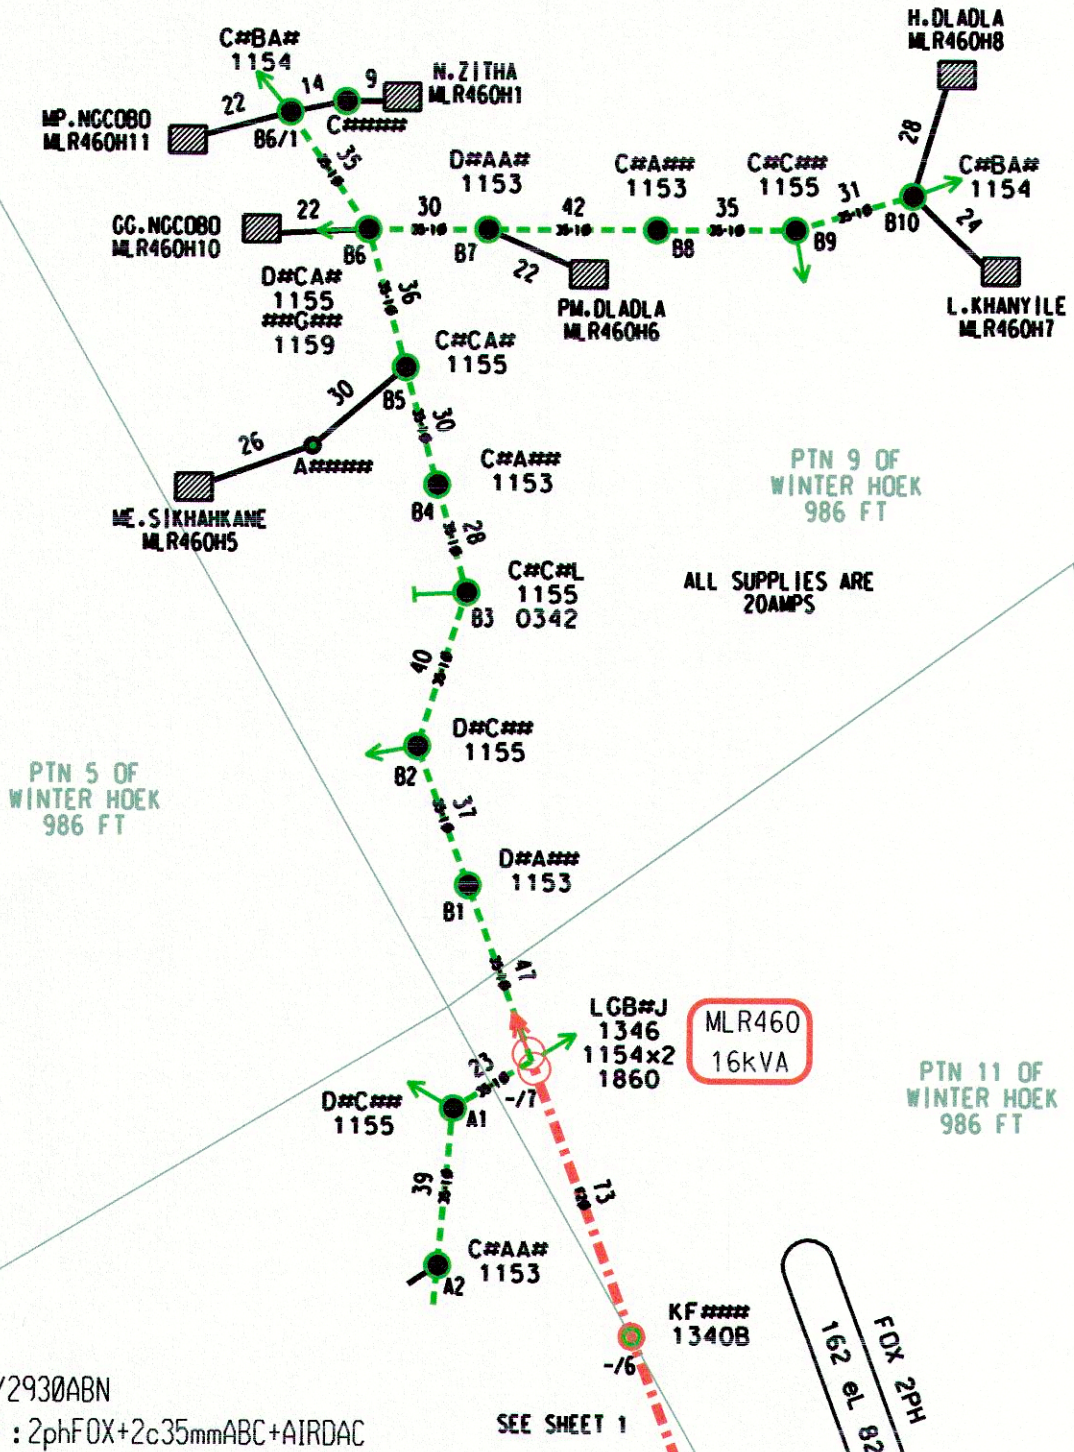 H.DLADLA
MLR460H8
C#BA#
1154
14
9
N.ZITHA
MLR460H1
22
MP.NGCOBO
MLR460H11
B6/1
C####
28
35
D#AA#
1153
C#A##
1153
C#C##
1155
C#BA#
1154
31
GG.NGCOBO
MLR460H10
22
30
42
35
24
B6
B7
B8
B9
B10
22
D#CA#
1155
##G##
1159
36
PM.DLADLA
MLR460H6
L.KHANYILE
MLR460H7
C#CA#
1155
30
B5
30
26
A####
C#A##
1153
PTN 9 OF
WINTER HOEK
986 FT
B4
ME.SIKHAHKANE
MLR460H5
28
C#C#L
1155
0342
B3
ALL SUPPLIES ARE
20AMPS
40
D#C##
1155
B2
PTN 5 OF
WINTER HOEK
986 FT
37
D#A##
1153
B1
47
LGB#J
1346
1154x2
1860
MLR460
16kVA
23
-/7
D#C##
1155
A1
PTN 11 OF
WINTER HOEK
986 FT
39
73
C#AA#
1153
A2
KF###
1340B
-/6
FOX 2PH
162 eL 82
/2930ABN
:2phFOX+2c35mmABC+AIRDAC
SEE SHEET 1